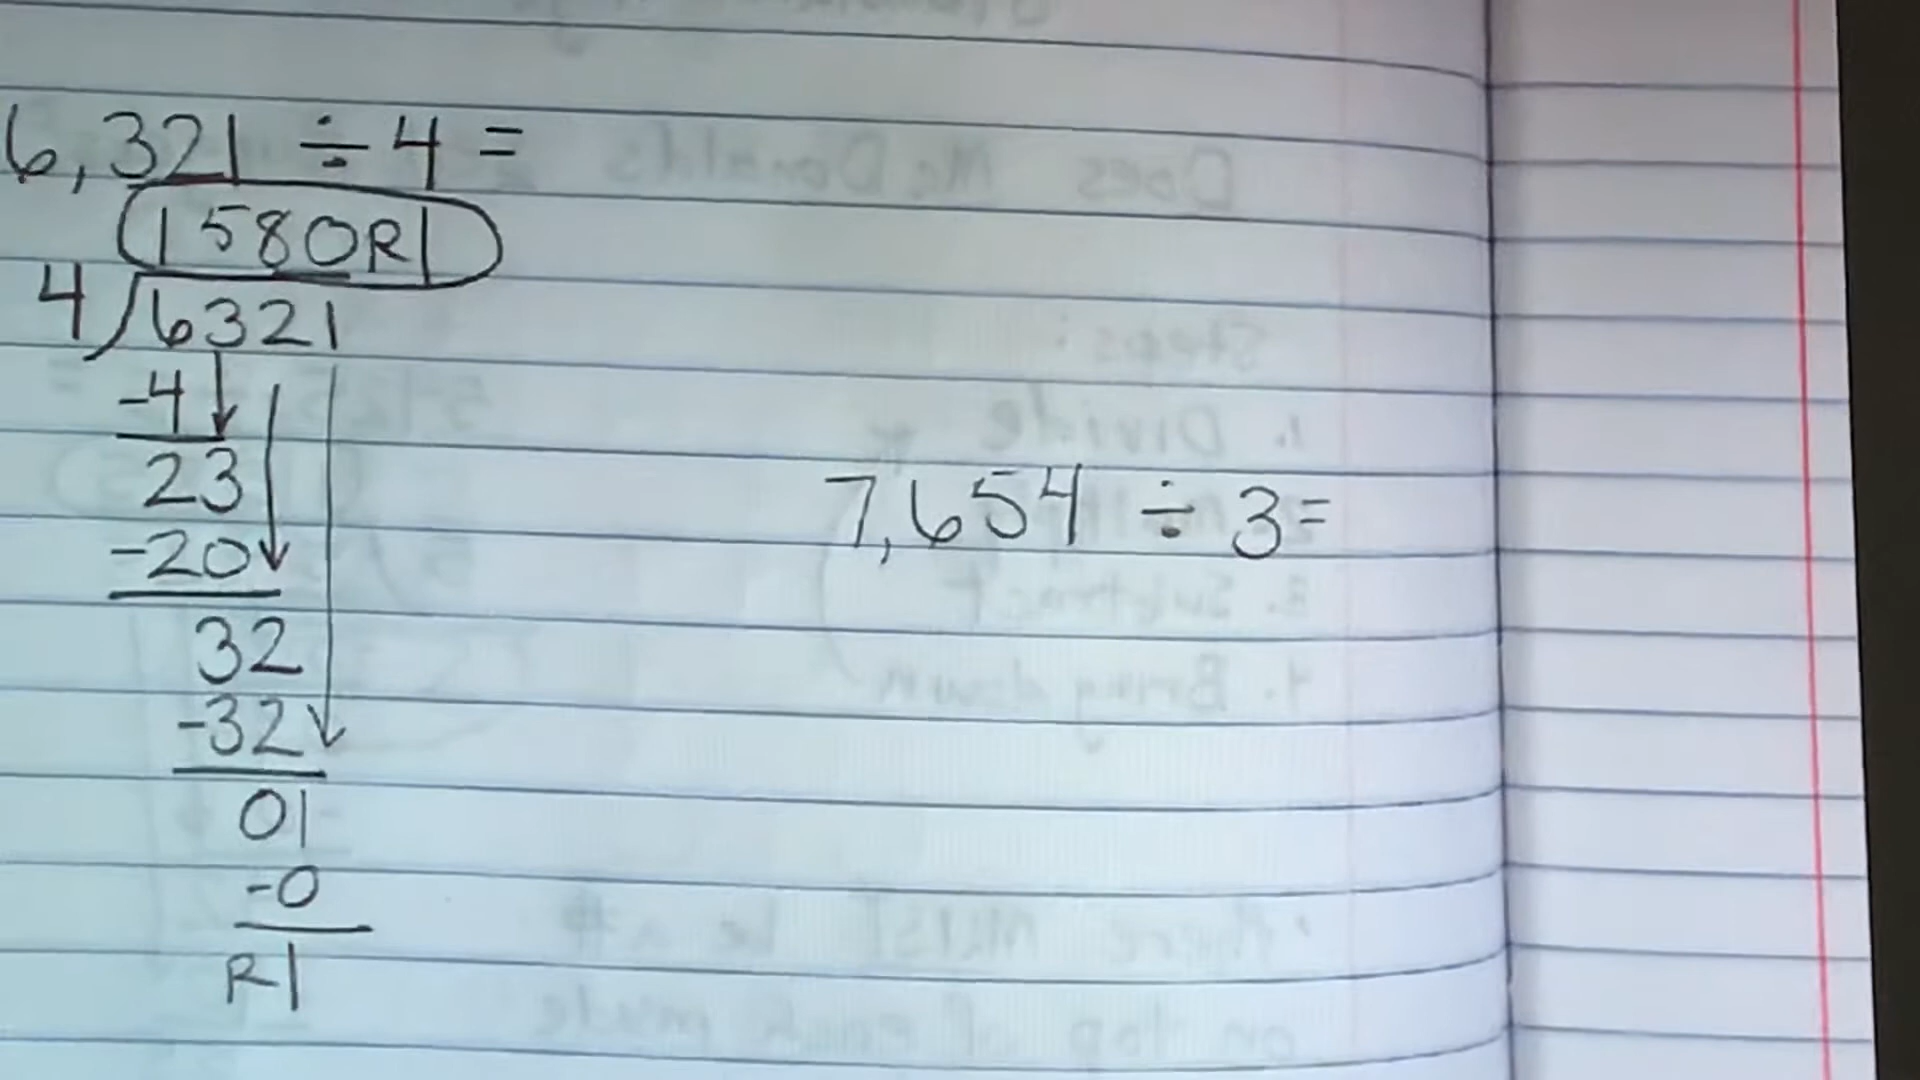 6,321 ÷ 4 =
1580R1
4 6321
-4
23
-20
32
-32
01
-0
R1
7,654 ÷ 3 =